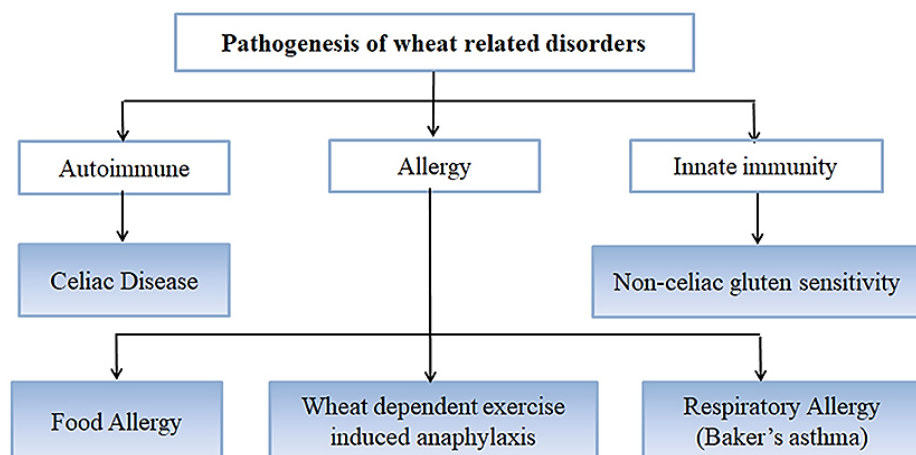 Pathogenesis of wheat related disorders
Autoimmune
Allergy
Innate immunity
Celiac Disease
Non-celiac gluten sensitivity
Food Allergy
Wheat dependent exercise
induced anaphylaxis
Respiratory Allergy
(Baker’s asthma)